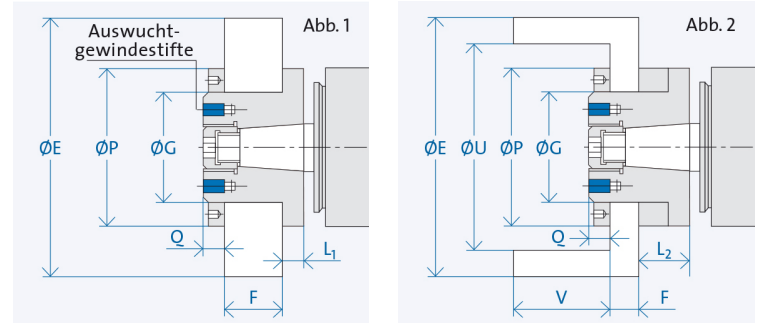 Abb. 1
Auswucht-
gewindestifte
ØE
ØP
ØG
Q
L1
F
Abb. 2
ØE
ØU
ØP
ØG
Q
L2
V
F